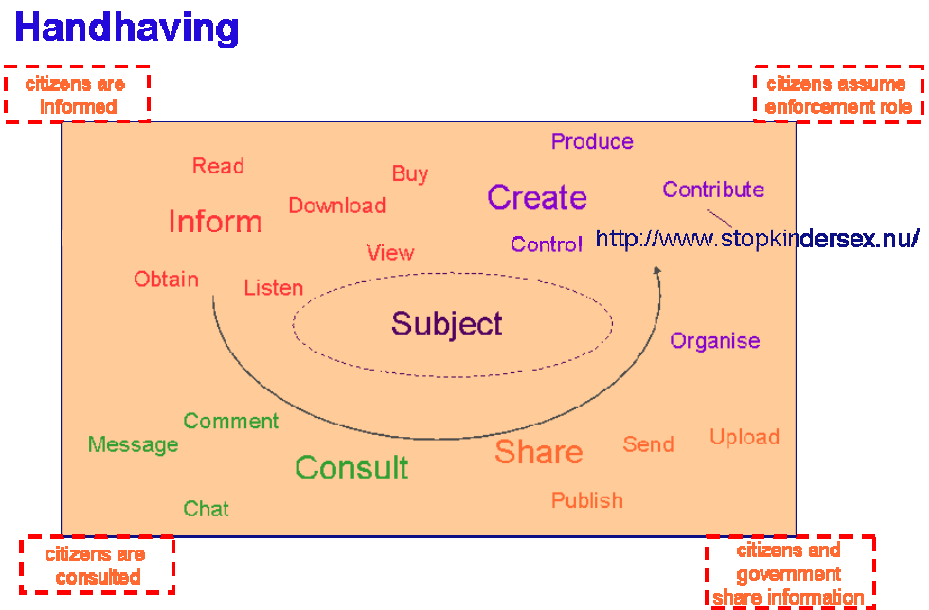 Handhaving
citizens are
informed
citizens assume
enforcement role
Produce
Read
Buy
Create
Contribute
Download
Inform
Control
http://www.stopkindersex.nu/
View
Obtain
Listen
Subject
Organise
Comment
Message
Consult
Share
Send
Upload
Publish
Chat
citizens are
consulted
citizens and
government
share information